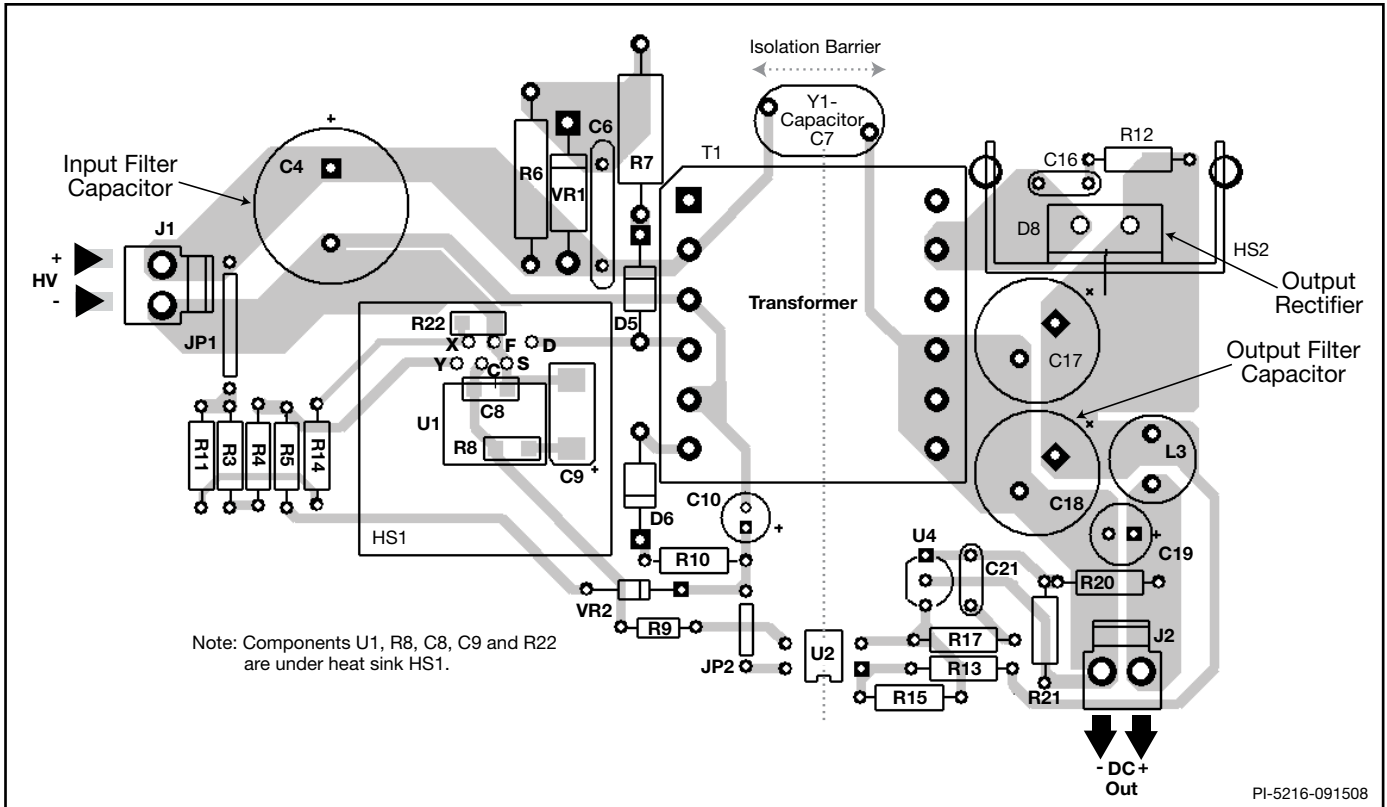 Isolation Barrier
Y1-
Capacitor
C7
+
C4
Input Filter
Capacitor
J1
+
HV
-
JP1
R6
VR1
C6
R7
T1
Transformer
D5
R12
C16
D8
HS2
Output
Rectifier
C17
Output Filter
Capacitor
C18
L3
C19
+
R22
X
F
D
Y
C
S
U1
C8
R8
C9
+
HS1
R11
R3
R4
R5
R14
D6
C10
+
R10
VR2
R9
JP2
U2
U4
C21
R17
R13
R15
R20
R21
J2
- DC +
Out
Note: Components U1, R8, C8, C9 and R22
are under heat sink HS1.
PI-5216-091508